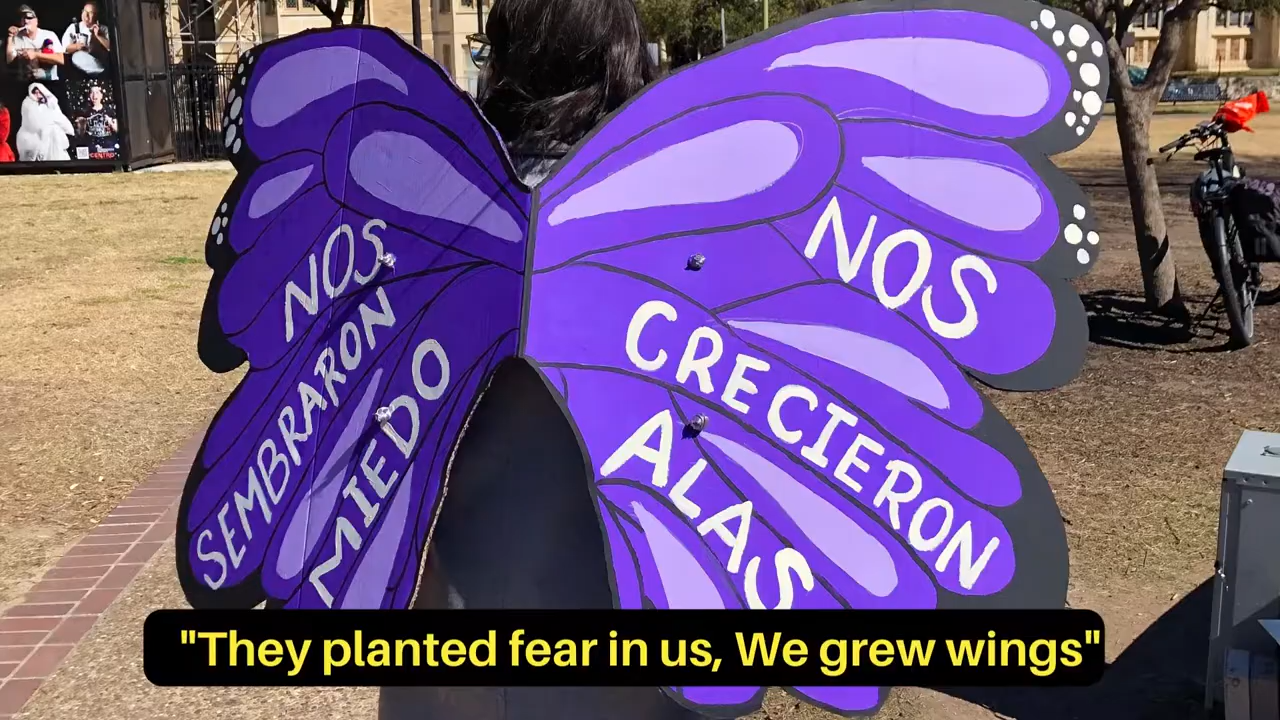 NOS
SEMBRARON
MIEDO
NOS
CRECIERON
ALAS
"They planted fear in us, We grew wings"